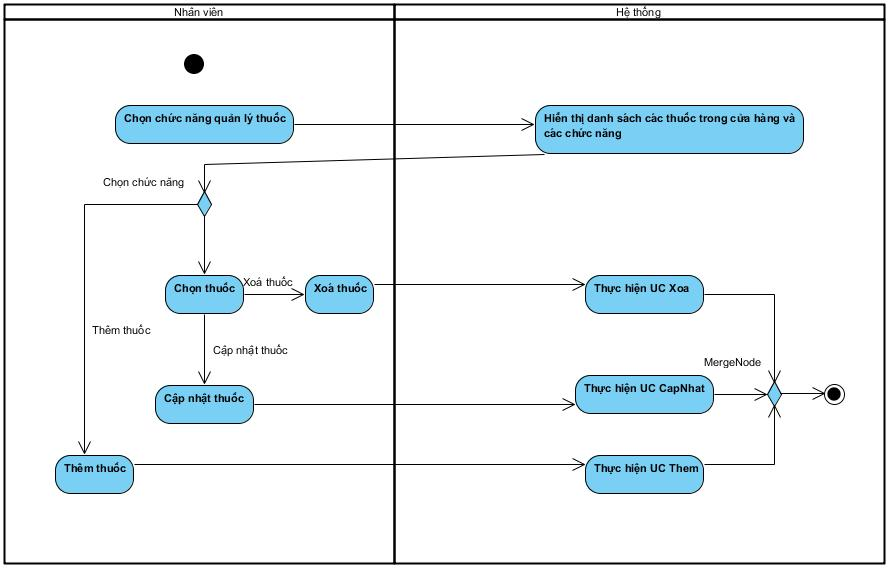 Nhân viên
Hệ thống
Chọn chức năng quản lý thuốc
Hiển thị danh sách các thuốc trong cửa hàng và
các chức năng
Chọn chức năng
Chọn thuốc
Xoá thuốc
Xoá thuốc
Thực hiện UC Xoa
Thêm thuốc
Cập nhật thuốc
MergeNode
Cập nhật thuốc
Thực hiện UC CapNhat
Thêm thuốc
Thực hiện UC Them